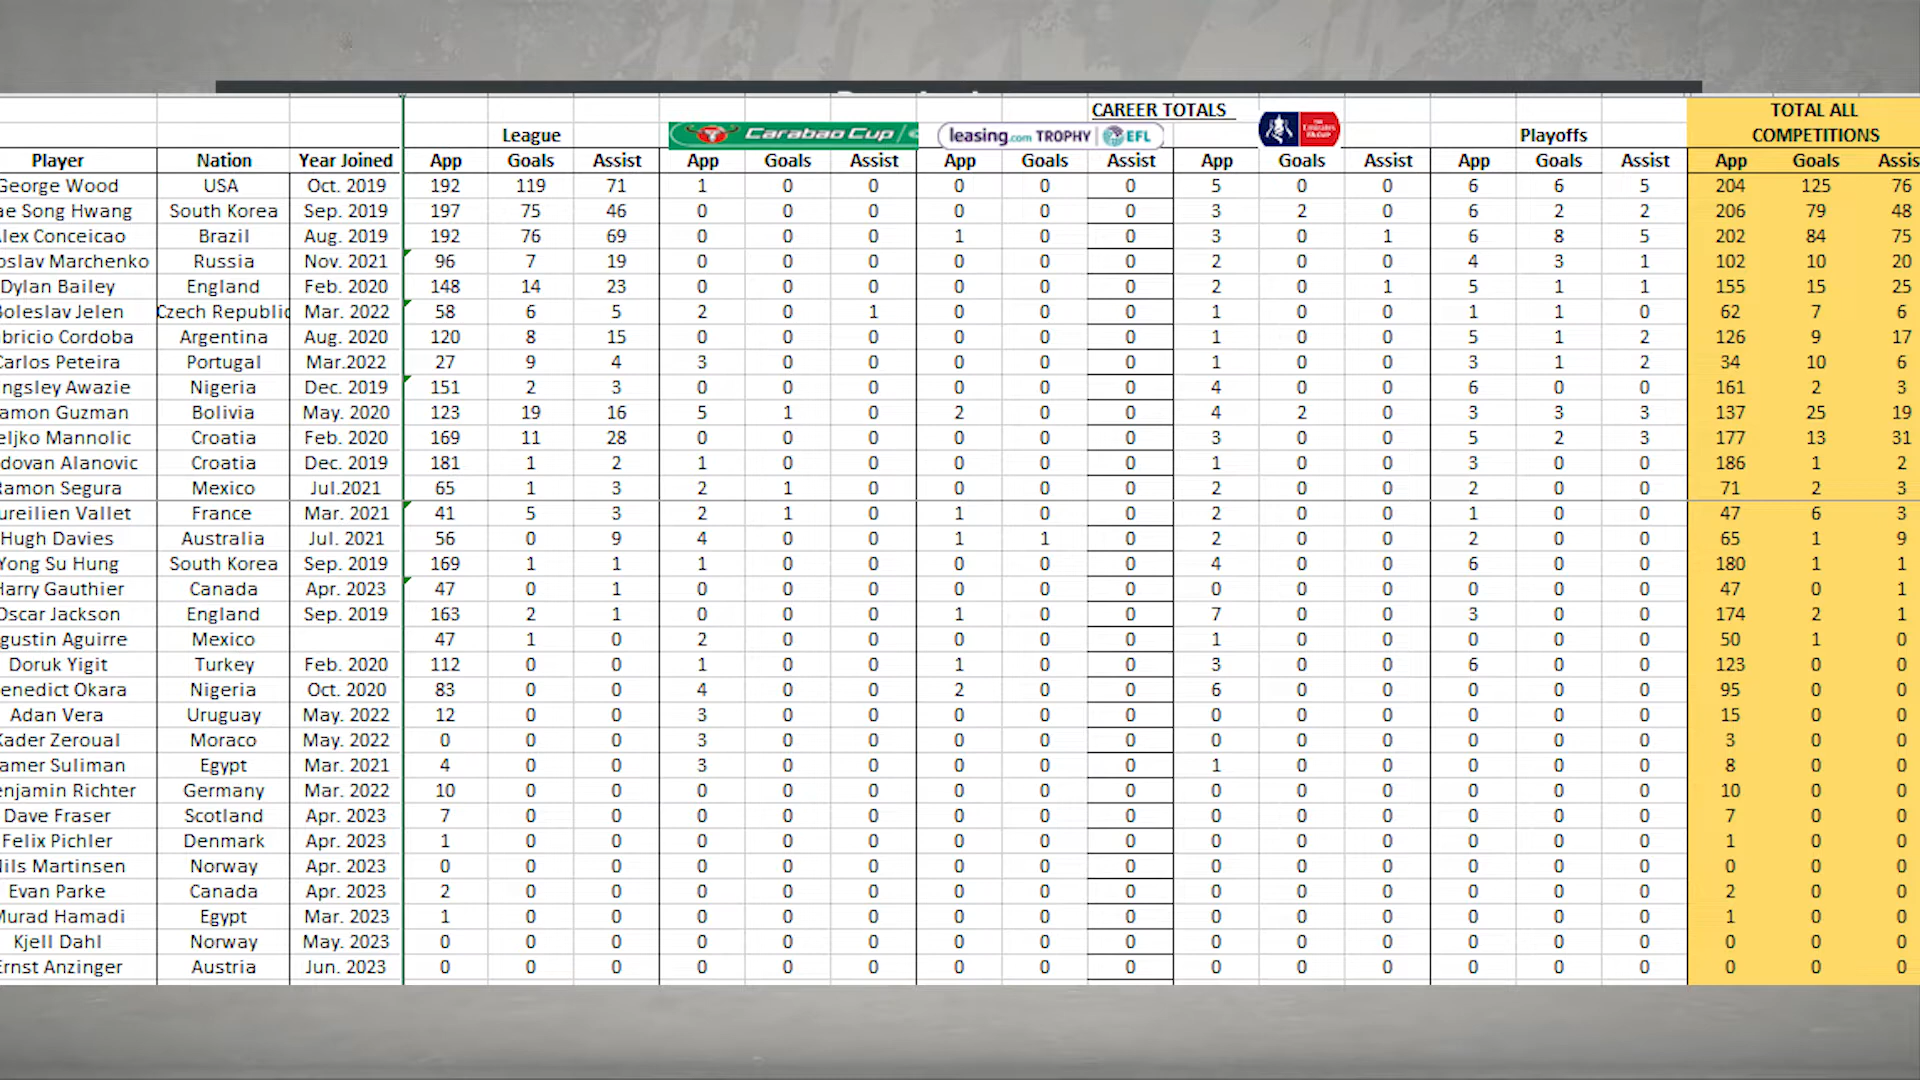 CAREER TOTALS TOTAL ALL
League Carabao Cup leasing.com TROPHY EFL Emirates FA CUP Playoffs COMPETITIONS
Player Nation Year Joined App Goals Assist App Goals Assist App Goals Assist App Goals Assist App Goals Assist App Goals Assis
George Wood USA Oct. 2019 192 119 71 1 0 0 0 0 0 5 0 0 6 6 5 204 125 76
ae Song Hwang South Korea Sep. 2019 197 75 46 0 0 0 0 0 0 3 2 0 6 2 2 206 79 48
lex Conceicao Brazil Aug. 2019 192 76 69 0 0 0 1 0 0 3 0 1 6 8 5 202 84 75
oslav Marchenko Russia Nov. 2021 96 7 19 0 0 0 0 0 0 2 0 0 4 3 1 102 10 20
Dylan Bailey England Feb. 2020 148 14 23 0 0 0 0 0 0 2 0 1 5 1 1 155 15 25
Boleslav Jelen Czech Republic Mar. 2022 58 6 5 2 0 1 0 0 0 1 0 0 1 1 0 62 7 6
bricio Cordoba Argentina Aug. 2020 120 8 15 0 0 0 0 0 0 1 0 0 5 1 2 126 9 17
Carlos Peteira Portugal Mar.2022 27 9 4 3 0 0 0 0 0 1 0 0 3 1 2 34 10 6
ngsley Awazie Nigeria Dec. 2019 151 2 3 0 0 0 0 0 0 4 0 0 6 0 0 161 2 3
amon Guzman Bolivia May. 2020 123 19 16 5 1 0 2 0 0 4 2 0 3 3 3 137 25 19
eljko Mannolic Croatia Feb. 2020 169 11 28 0 0 0 0 0 0 3 0 0 5 2 3 177 13 31
dovan Alanovic Croatia Dec. 2019 181 1 2 1 0 0 0 0 0 1 0 0 3 0 0 186 1 2
Ramon Segura Mexico Jul.2021 65 1 3 2 1 0 0 0 0 2 0 0 2 0 0 71 2 3
ureilien Vallet France Mar. 2021 41 5 3 2 1 0 1 0 0 2 0 0 1 0 0 47 6 3
Hugh Davies Australia Jul. 2021 56 0 9 4 0 0 1 1 0 2 0 0 2 0 0 65 1 9
Yong Su Hung South Korea Sep. 2019 169 1 1 1 0 0 0 0 0 4 0 0 6 0 0 180 1 1
Harry Gauthier Canada Apr. 2023 47 0 1 0 0 0 0 0 0 0 0 0 0 0 0 47 0 1
Oscar Jackson England Sep. 2019 163 2 1 0 0 0 1 0 0 7 0 0 3 0 0 174 2 1
gustin Aguirre Mexico 47 1 0 2 0 0 0 0 0 1 0 0 0 0 0 50 1 0
Doruk Yigit Turkey Feb. 2020 112 0 0 1 0 0 1 0 0 3 0 0 6 0 0 123 0 0
enedict Okara Nigeria Oct. 2020 83 0 0 4 0 0 2 0 0 6 0 0 0 0 0 95 0 0
Adan Vera Uruguay May. 2022 12 0 0 3 0 0 0 0 0 0 0 0 0 0 0 15 0 0
Kader Zeroual Moraco May. 2022 0 0 0 3 0 0 0 0 0 0 0 0 0 0 0 3 0 0
amer Suliman Egypt Mar. 2021 4 0 0 3 0 0 0 0 0 1 0 0 0 0 0 8 0 0
enjamin Richter Germany Mar. 2022 10 0 0 0 0 0 0 0 0 0 0 0 0 0 0 10 0 0
Dave Fraser Scotland Apr. 2023 7 0 0 0 0 0 0 0 0 0 0 0 0 0 0 7 0 0
Felix Pichler Denmark Apr. 2023 1 0 0 0 0 0 0 0 0 0 0 0 0 0 0 1 0 0
Nils Martinsen Norway Apr. 2023 0 0 0 0 0 0 0 0 0 0 0 0 0 0 0 0 0 0
Evan Parke Canada Apr. 2023 2 0 0 0 0 0 0 0 0 0 0 0 0 0 0 2 0 0
Murad Hamadi Egypt Mar. 2023 1 0 0 0 0 0 0 0 0 0 0 0 0 0 0 1 0 0
Kjell Dahl Norway May. 2023 0 0 0 0 0 0 0 0 0 0 0 0 0 0 0 0 0 0
Ernst Anzinger Austria Jun. 2023 0 0 0 0 0 0 0 0 0 0 0 0 0 0 0 0 0 0